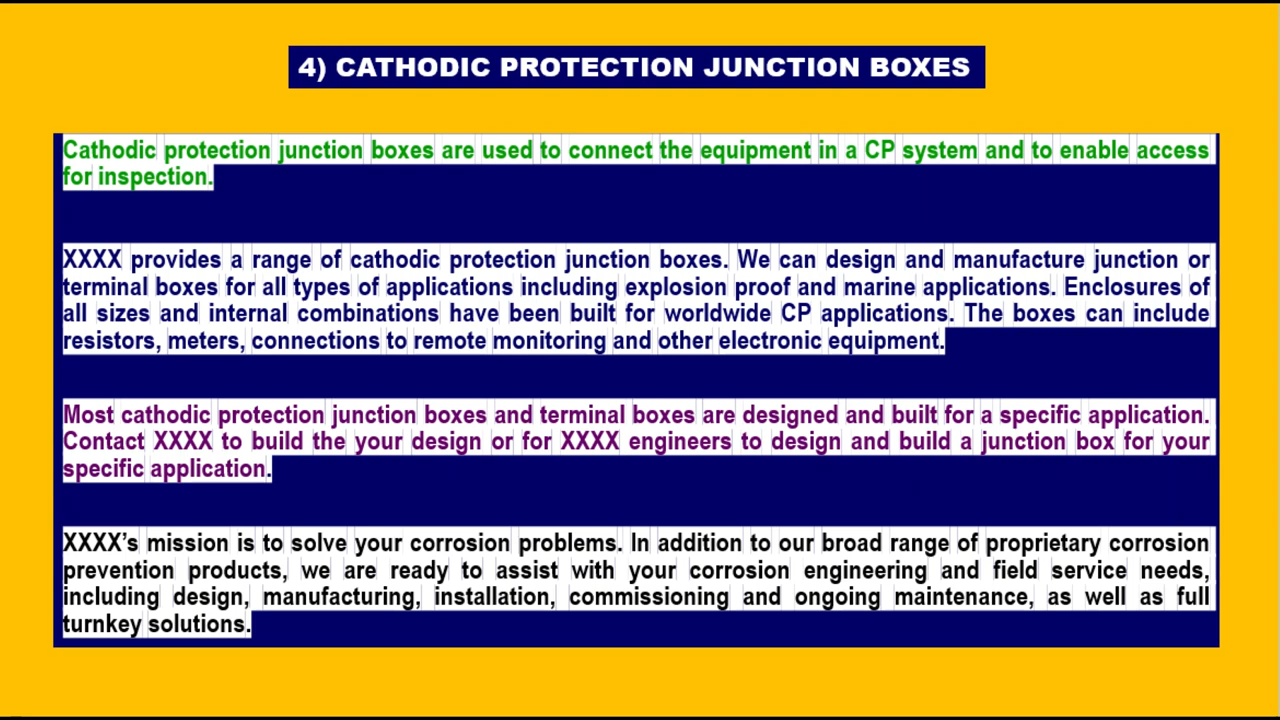 4) CATHODIC PROTECTION JUNCTION BOXES
Cathodic protection junction boxes are used to connect the equipment in a CP system and to enable access
for inspection.
XXXX provides a range of cathodic protection junction boxes. We can design and manufacture junction or
terminal boxes for all types of applications including explosion proof and marine applications. Enclosures of
all sizes and internal combinations have been built for worldwide CP applications. The boxes can include
resistors, meters, connections to remote monitoring and other electronic equipment.
Most cathodic protection junction boxes and terminal boxes are designed and built for a specific application.
Contact XXXX to build the your design or for XXXX engineers to design and build a junction box for your
specific application.
XXXX’s mission is to solve your corrosion problems. In addition to our broad range of proprietary corrosion
prevention products, we are ready to assist with your corrosion engineering and field service needs,
including design, manufacturing, installation, commissioning and ongoing maintenance, as well as full
turnkey solutions.